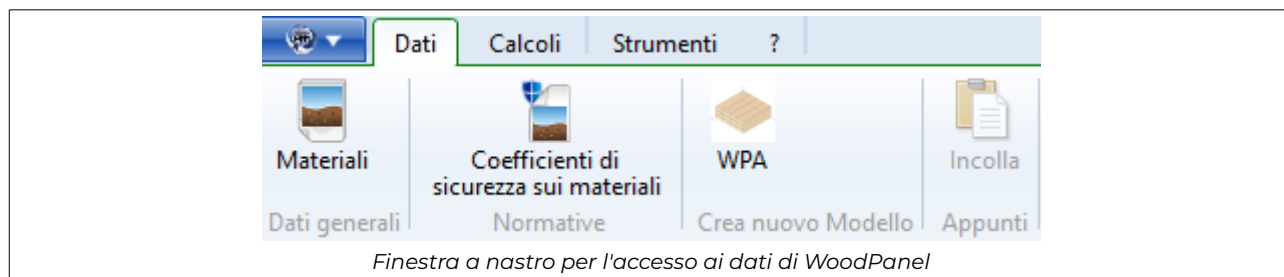 Dati Calcoli Strumenti ?
Materiali
Coefficienti di
sicurezza sui materiali
WPA
Incolla
Dati generali Normative Crea nuovo Modello Appunti
Finestra a nastro per l'accesso ai dati di WoodPanel